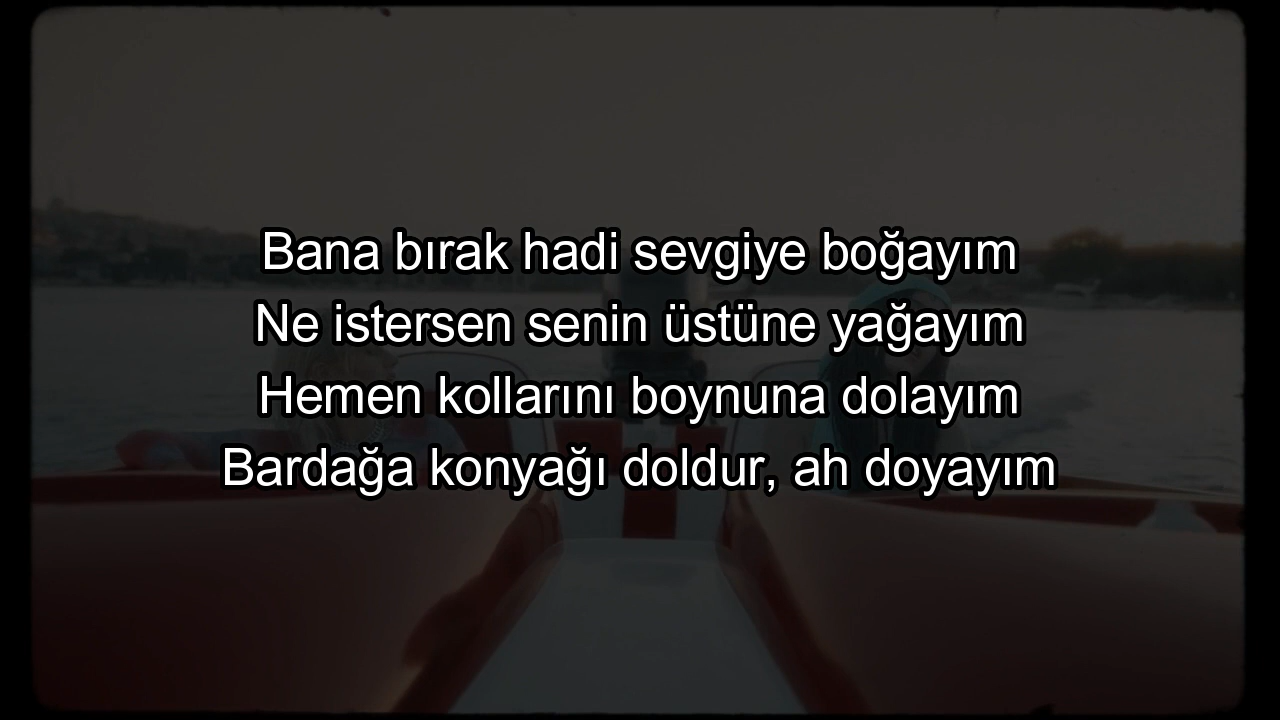 Bana bırak hadi sevgiye boğayım
Ne istersen senin üstüne yağayım
Hemen kollarını boynuna dolayım
Bardağa konyağı doldur, ah doyayım